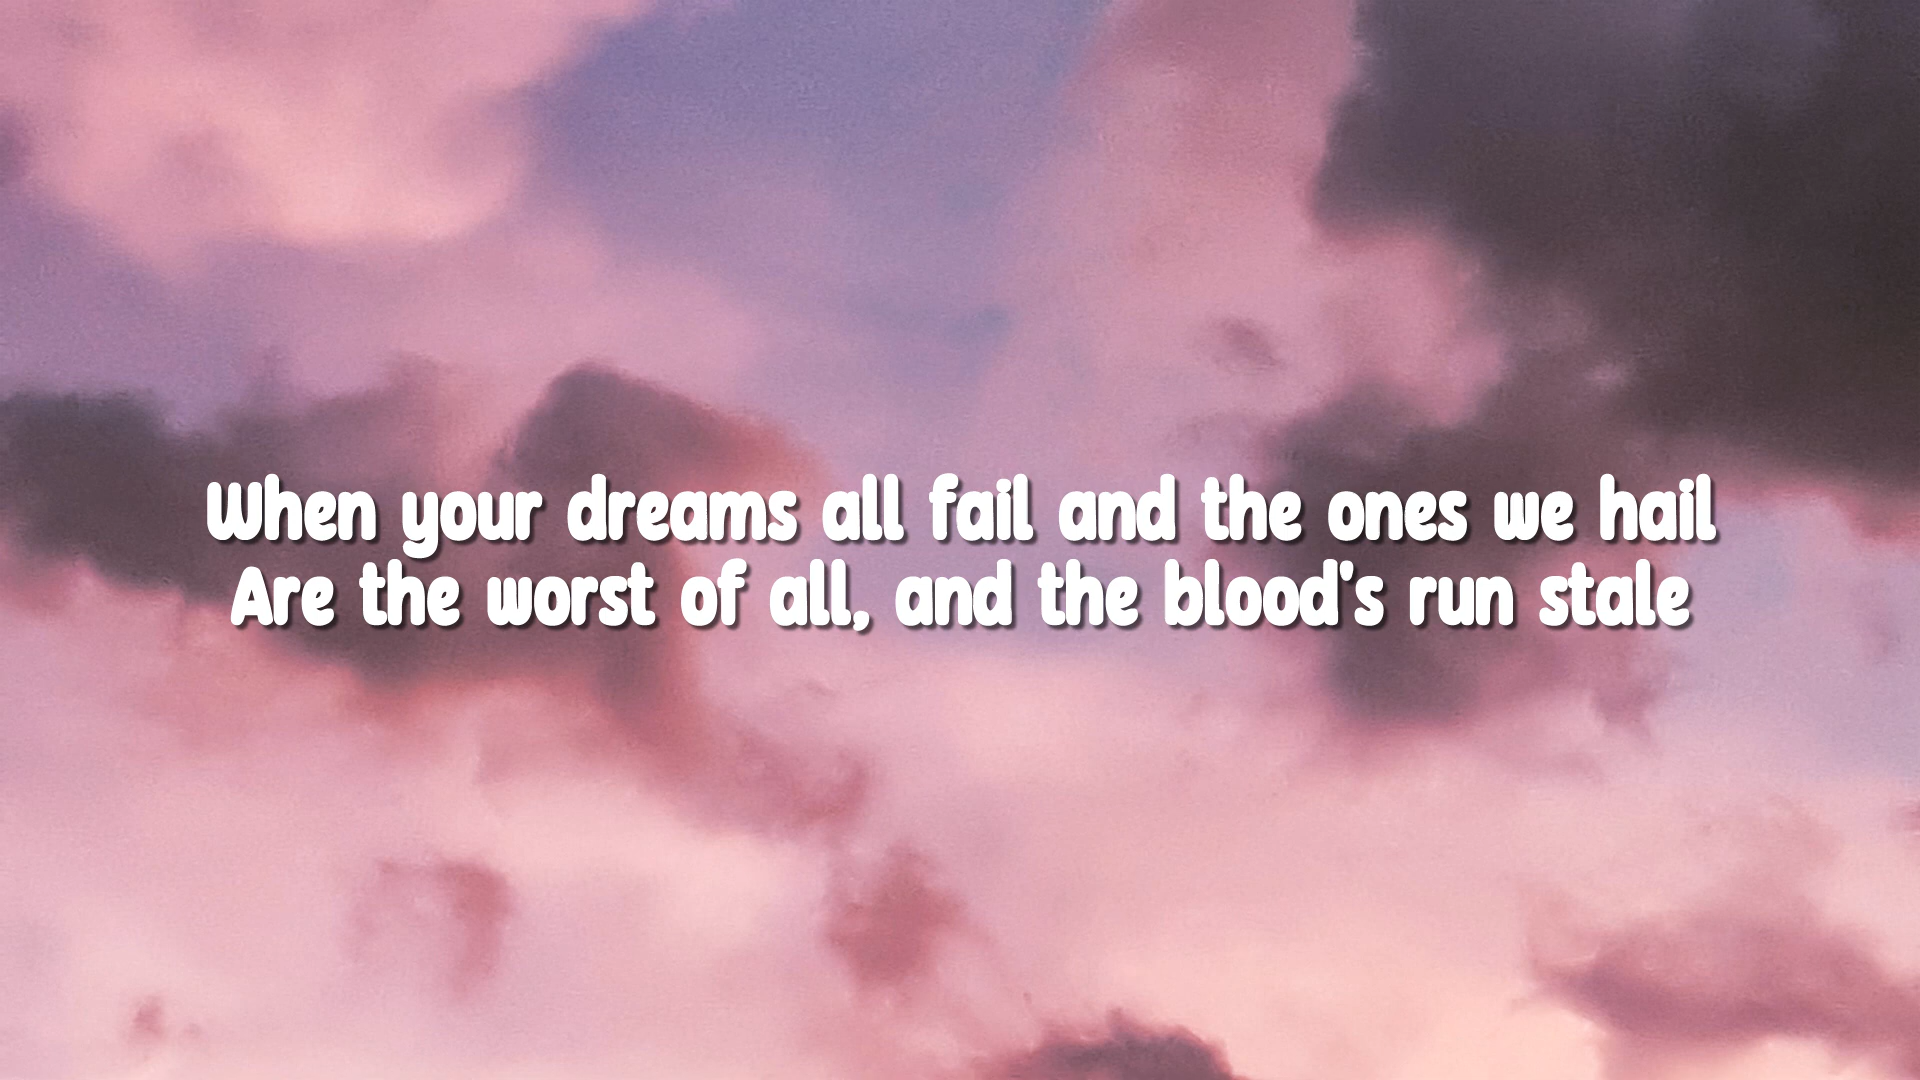 When your dreams all fail and the ones we hail
Are the worst of all, and the blood's run stale